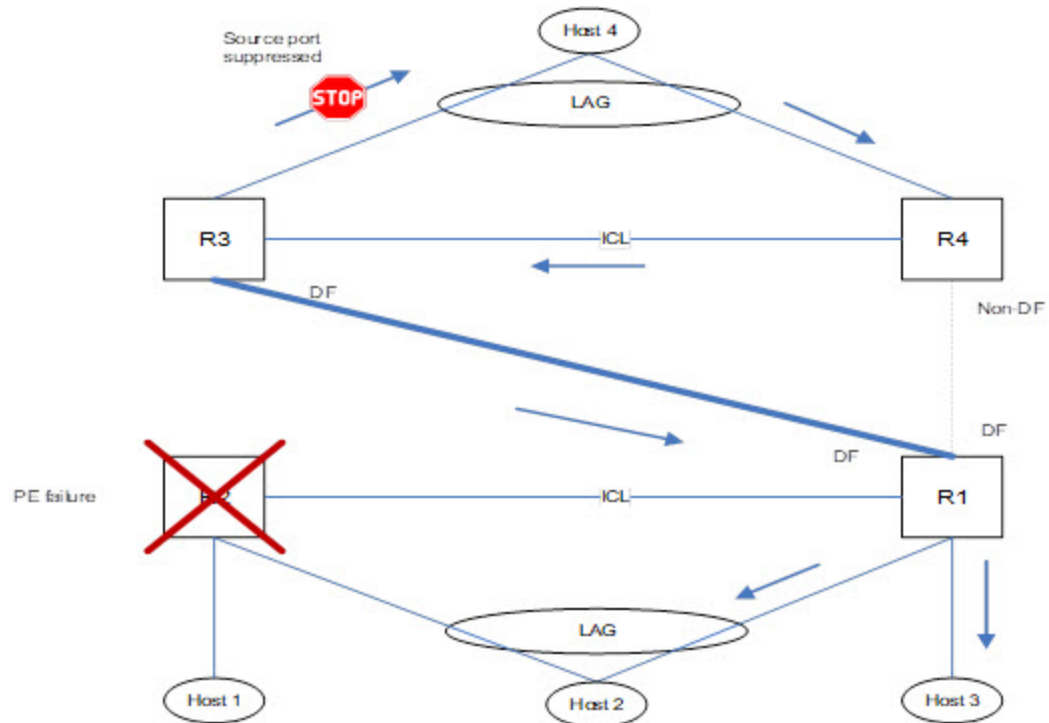 Host 4
Source port
suppressed
STOP
LAG
R3
ICL
R4
DF
Non-DF
DF
DF
PE failure
ICL
R1
LAG
Host 1
Host 2
Host 3